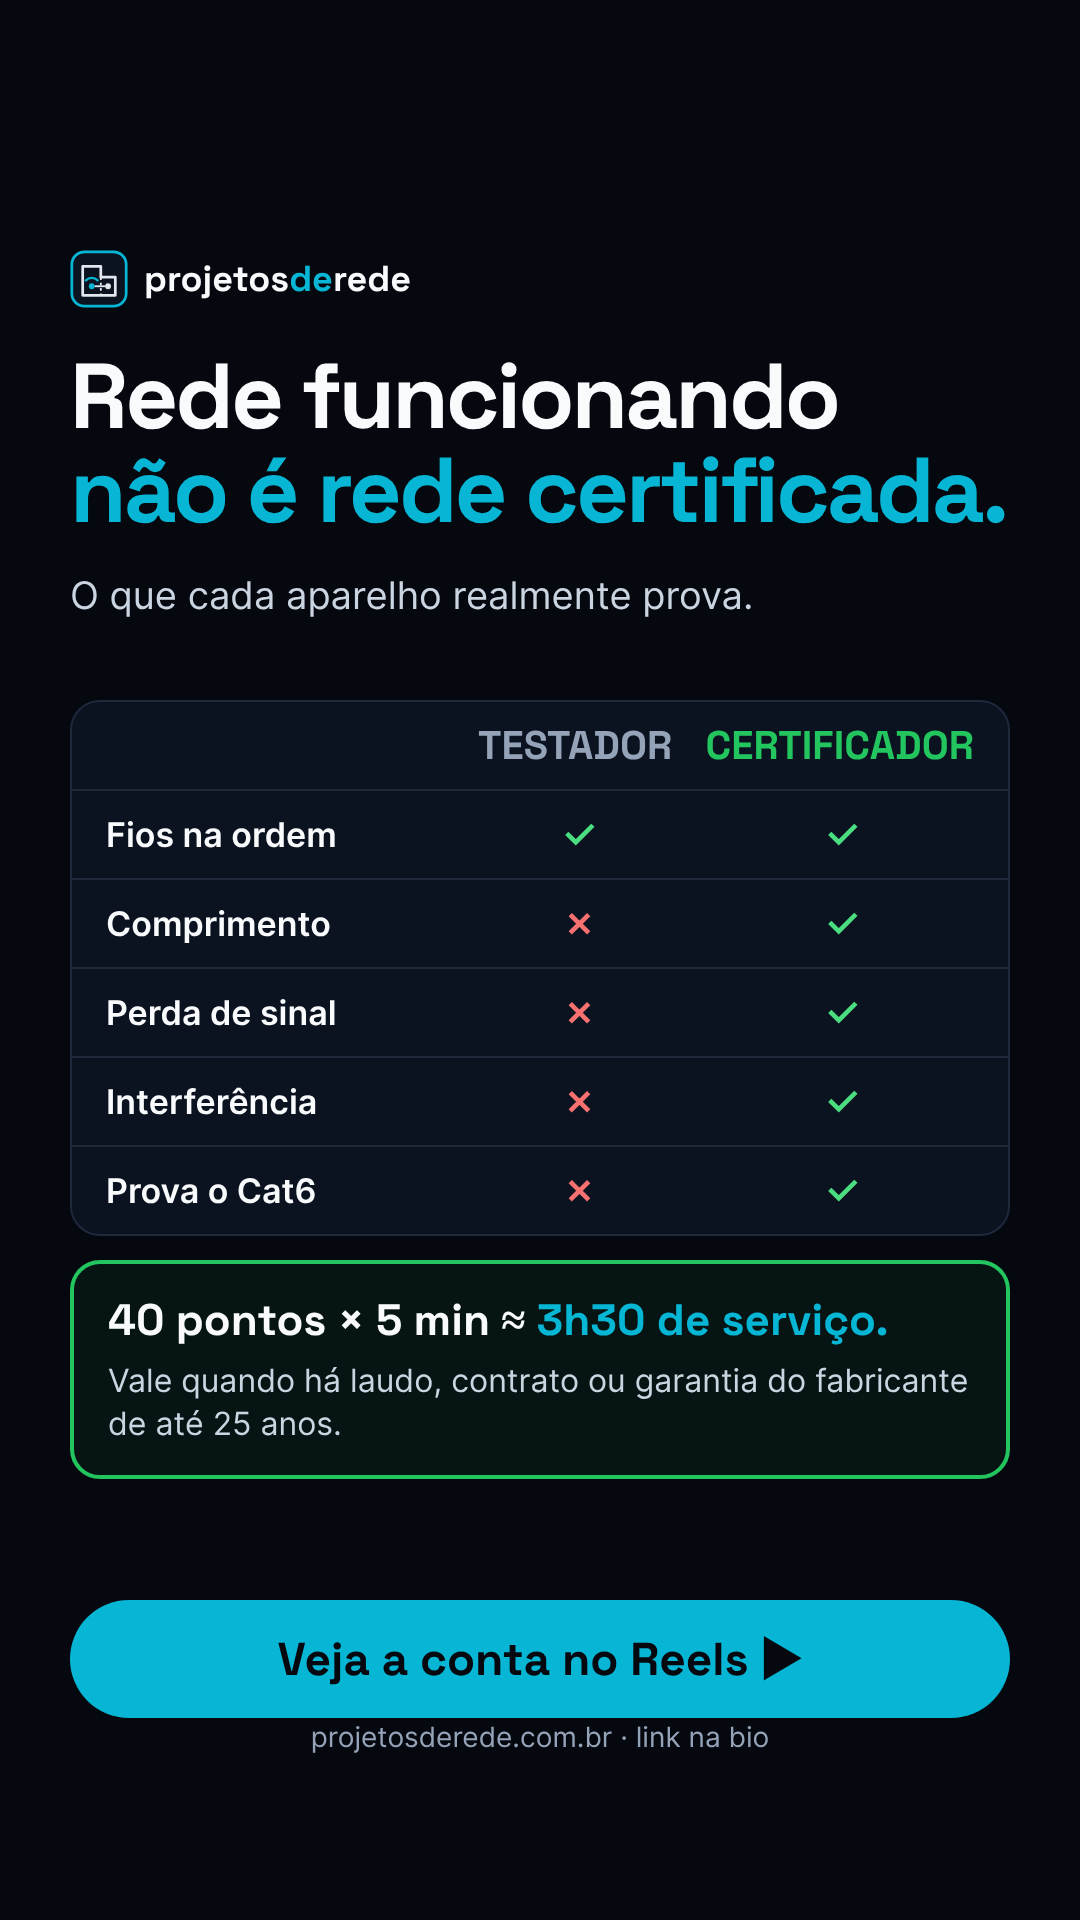 projetosderede
Rede funcionando
não é rede certificada.
O que cada aparelho realmente prova.
TESTADOR CERTIFICADOR
Fios na ordem ✓ ✓
Comprimento ✕ ✓
Perda de sinal ✕ ✓
Interferência ✕ ✓
Prova o Cat6 ✕ ✓
40 pontos × 5 min ≈ 3h30 de serviço.
Vale quando há laudo, contrato ou garantia do fabricante
de até 25 anos.
Veja a conta no Reels ▶
projetosderede.com.br · link na bio